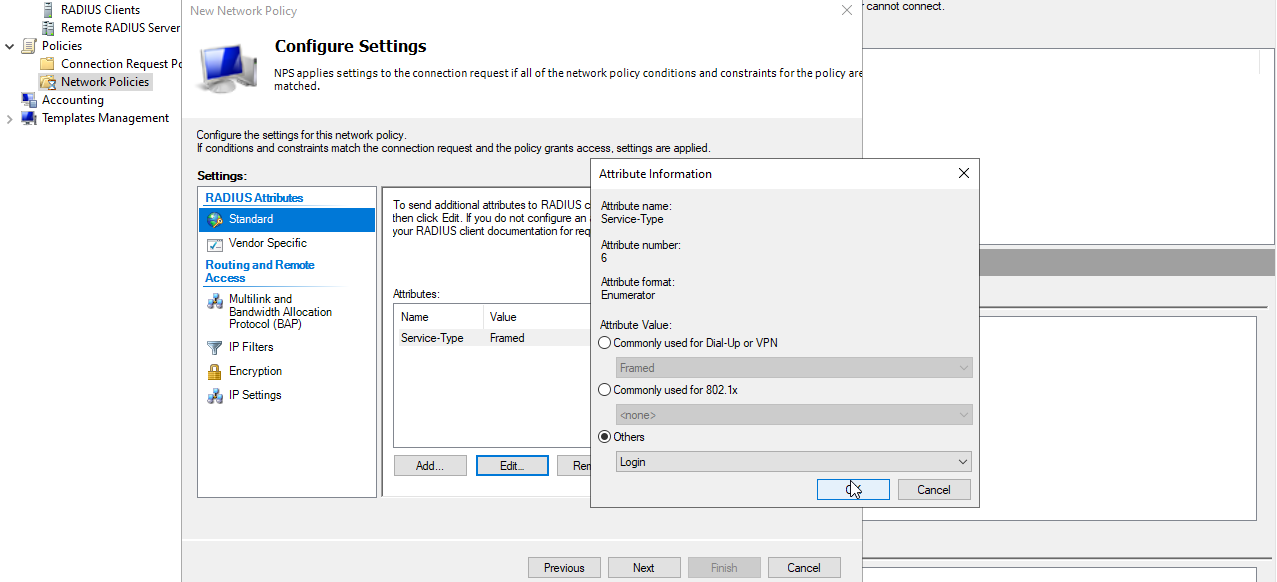 RADIUS Clients
Remote RADIUS Server
Policies
Connection Request Po
Network Policies
Accounting
Templates Management
New Network Policy
cannot connect.
Configure Settings
NPS applies settings to the connection request if all of the network policy conditions and constraints for the policy are
matched.
Configure the settings for this network policy.
If conditions and constraints match the connection request and the policy grants access, settings are applied.
Settings:
RADIUS Attributes
Standard
Vendor Specific
Routing and Remote
Access
Multilink and
Bandwidth Allocation
Protocol (BAP)
IP Filters
Encryption
IP Settings
To send additional attributes to RADIUS c
then click Edit. If you do not configure an
your RADIUS client documentation for req
Attributes:
Name Value
Service-Type Framed
Add... Edit... Rem
Attribute Information
Attribute name:
Service-Type
Attribute number:
6
Attribute format:
Enumerator
Attribute Value:
Commonly used for Dial-Up or VPN
Framed
Commonly used for 802.1x
<none>
Others
Login
Cancel
Previous Next Finish Cancel